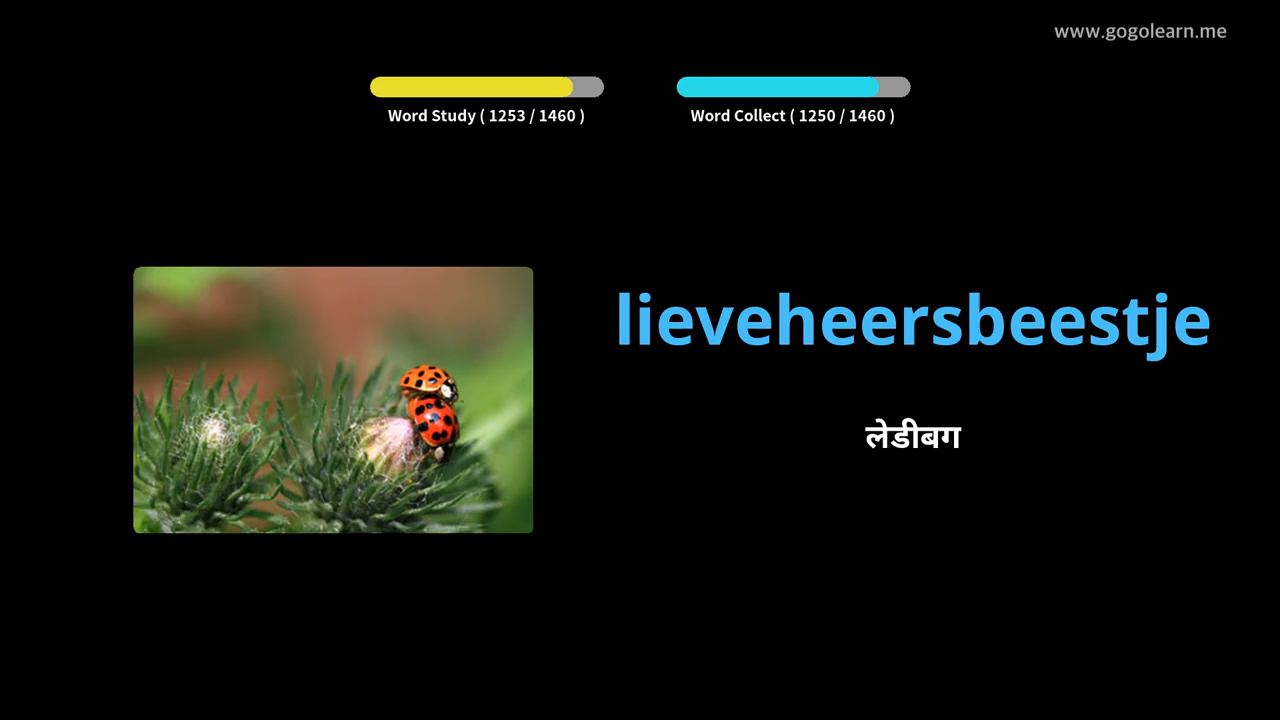 www.gogolearn.me
Word Study ( 1253 / 1460 )
Word Collect ( 1250 / 1460 )
lieveheersbeestje
लेडीबग